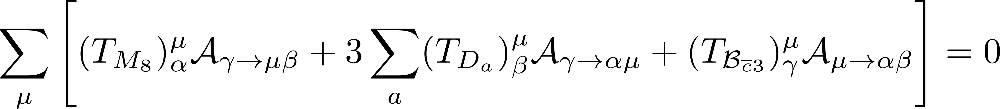 \sum_{\mu} \left[ (T_{M_8})^{\mu}_{\alpha} \mathcal{A}_{\gamma \to \mu\beta} + 3 \sum_{a} (T_{D_a})^{\mu}_{\beta} \mathcal{A}_{\gamma \to \alpha\mu} + (T_{\mathcal{B}_{\overline{c}3}})^{\mu}_{\gamma} \mathcal{A}_{\mu \to \alpha\beta} \right] = 0